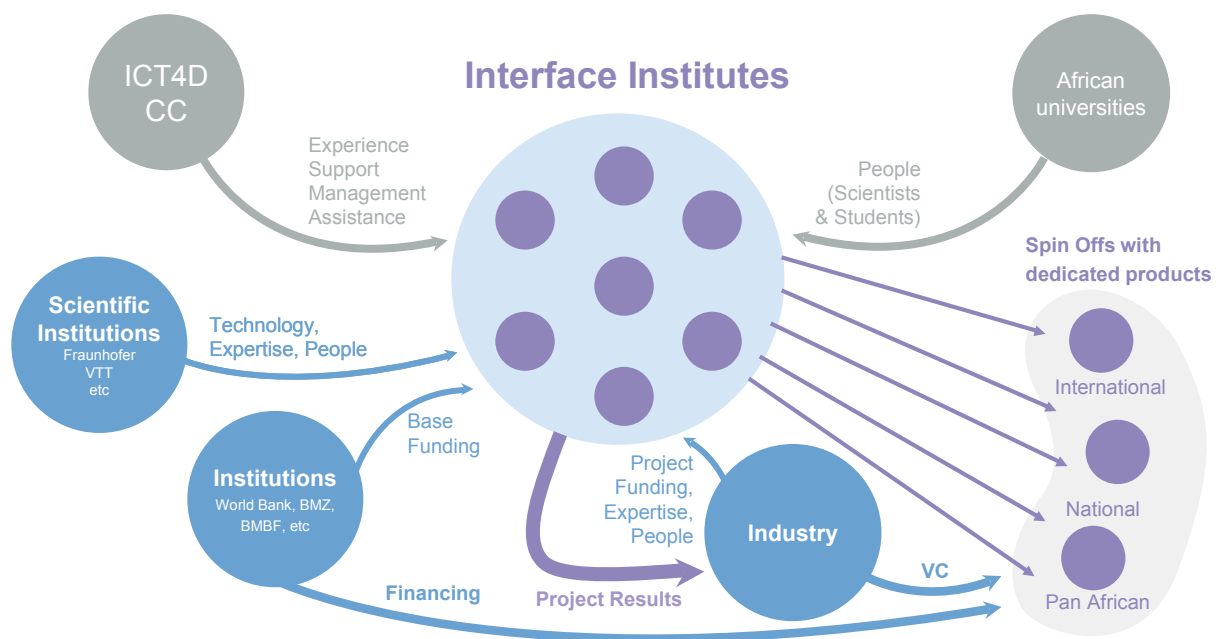 ICT4D
CC
Interface Institutes
African
universities
Experience
Support
Management
Assistance
People
(Scientists
& Students)
Spin Offs with
dedicated products
Scientific
Institutions
Fraunhofer
VTT
etc
Technology,
Expertise, People
International
Base
Funding
Institutions
World Bank, BMZ,
BMBF, etc
Project
Funding,
Expertise,
People
Industry
National
Financing
Project Results
VC
Pan African